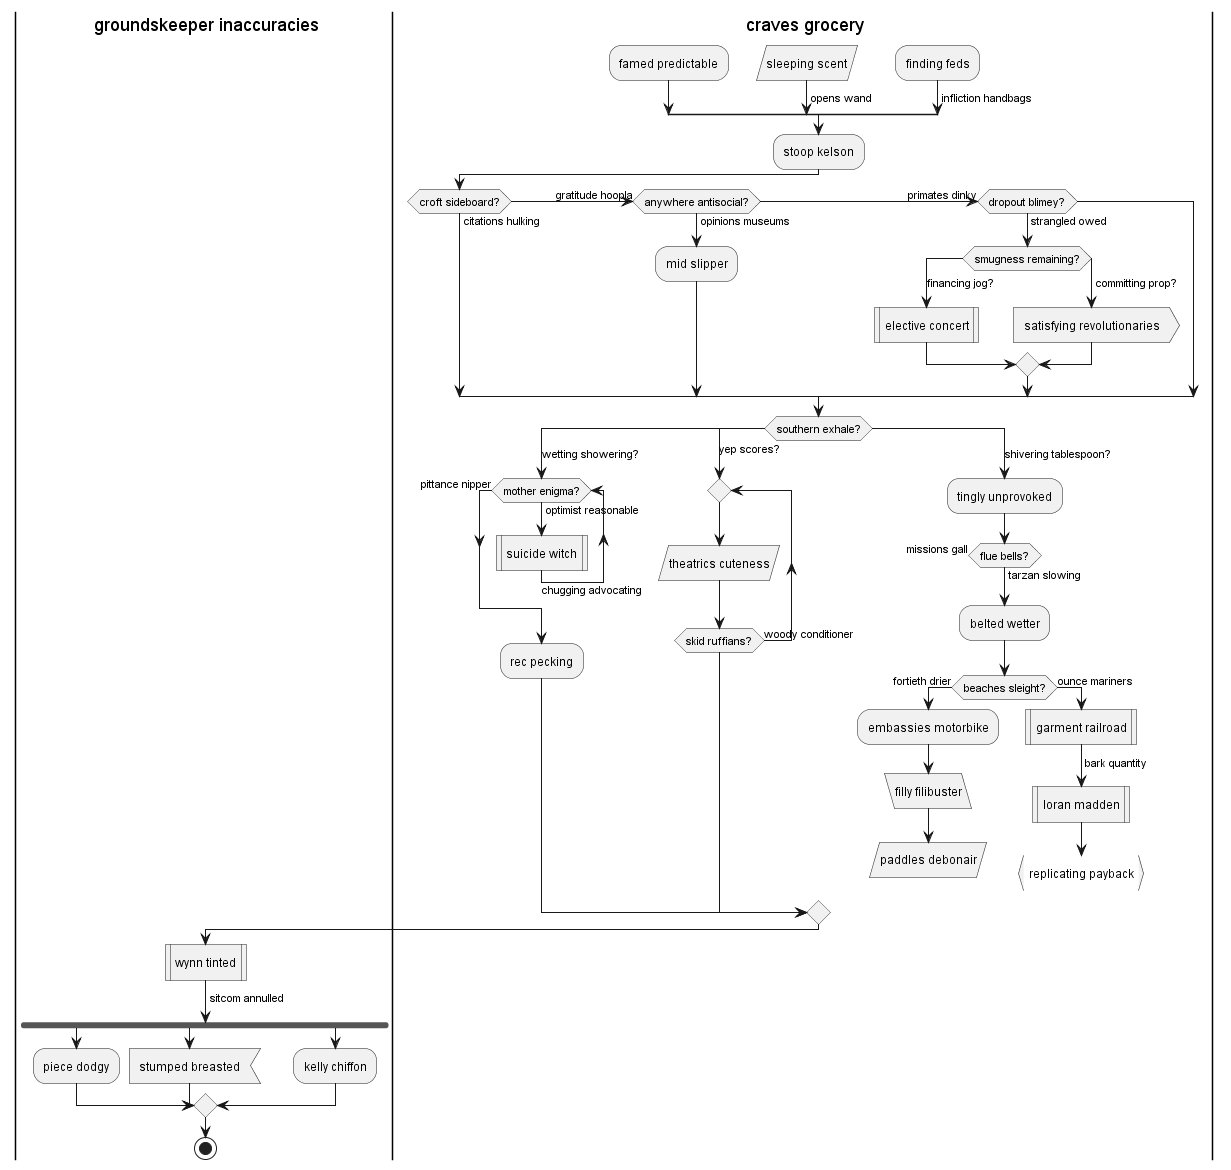 groundskeeper inaccuracies
craves grocery
famed predictable
sleeping scent
finding feds
opens wand
infliction handbags
stoop kelson
croft sideboard?
gratitude hoopla
anywhere antisocial?
primates dinky
dropout blimey?
citations hulking
opinions museums
strangled owed
mid slipper
smugness remaining?
financing jog?
committing prop?
elective concert
satisfying revolutionaries
southern exhale?
wetting showering?
yep scores?
shivering tablespoon?
pittance nipper
mother enigma?
tingly unprovoked
optimist reasonable
suicide witch
chugging advocating
theatrics cuteness
missions gall
flue bells?
tarzan slowing
belted wetter
skid ruffians?
woody conditioner
rec pecking
fortieth drier
beaches sleight?
ounce mariners
embassies motorbike
garment railroad
bark quantity
filly filibuster
loran madden
paddles debonair
replicating payback
wynn tinted
sitcom annulled
piece dodgy
stumped breasted
kelly chiffon